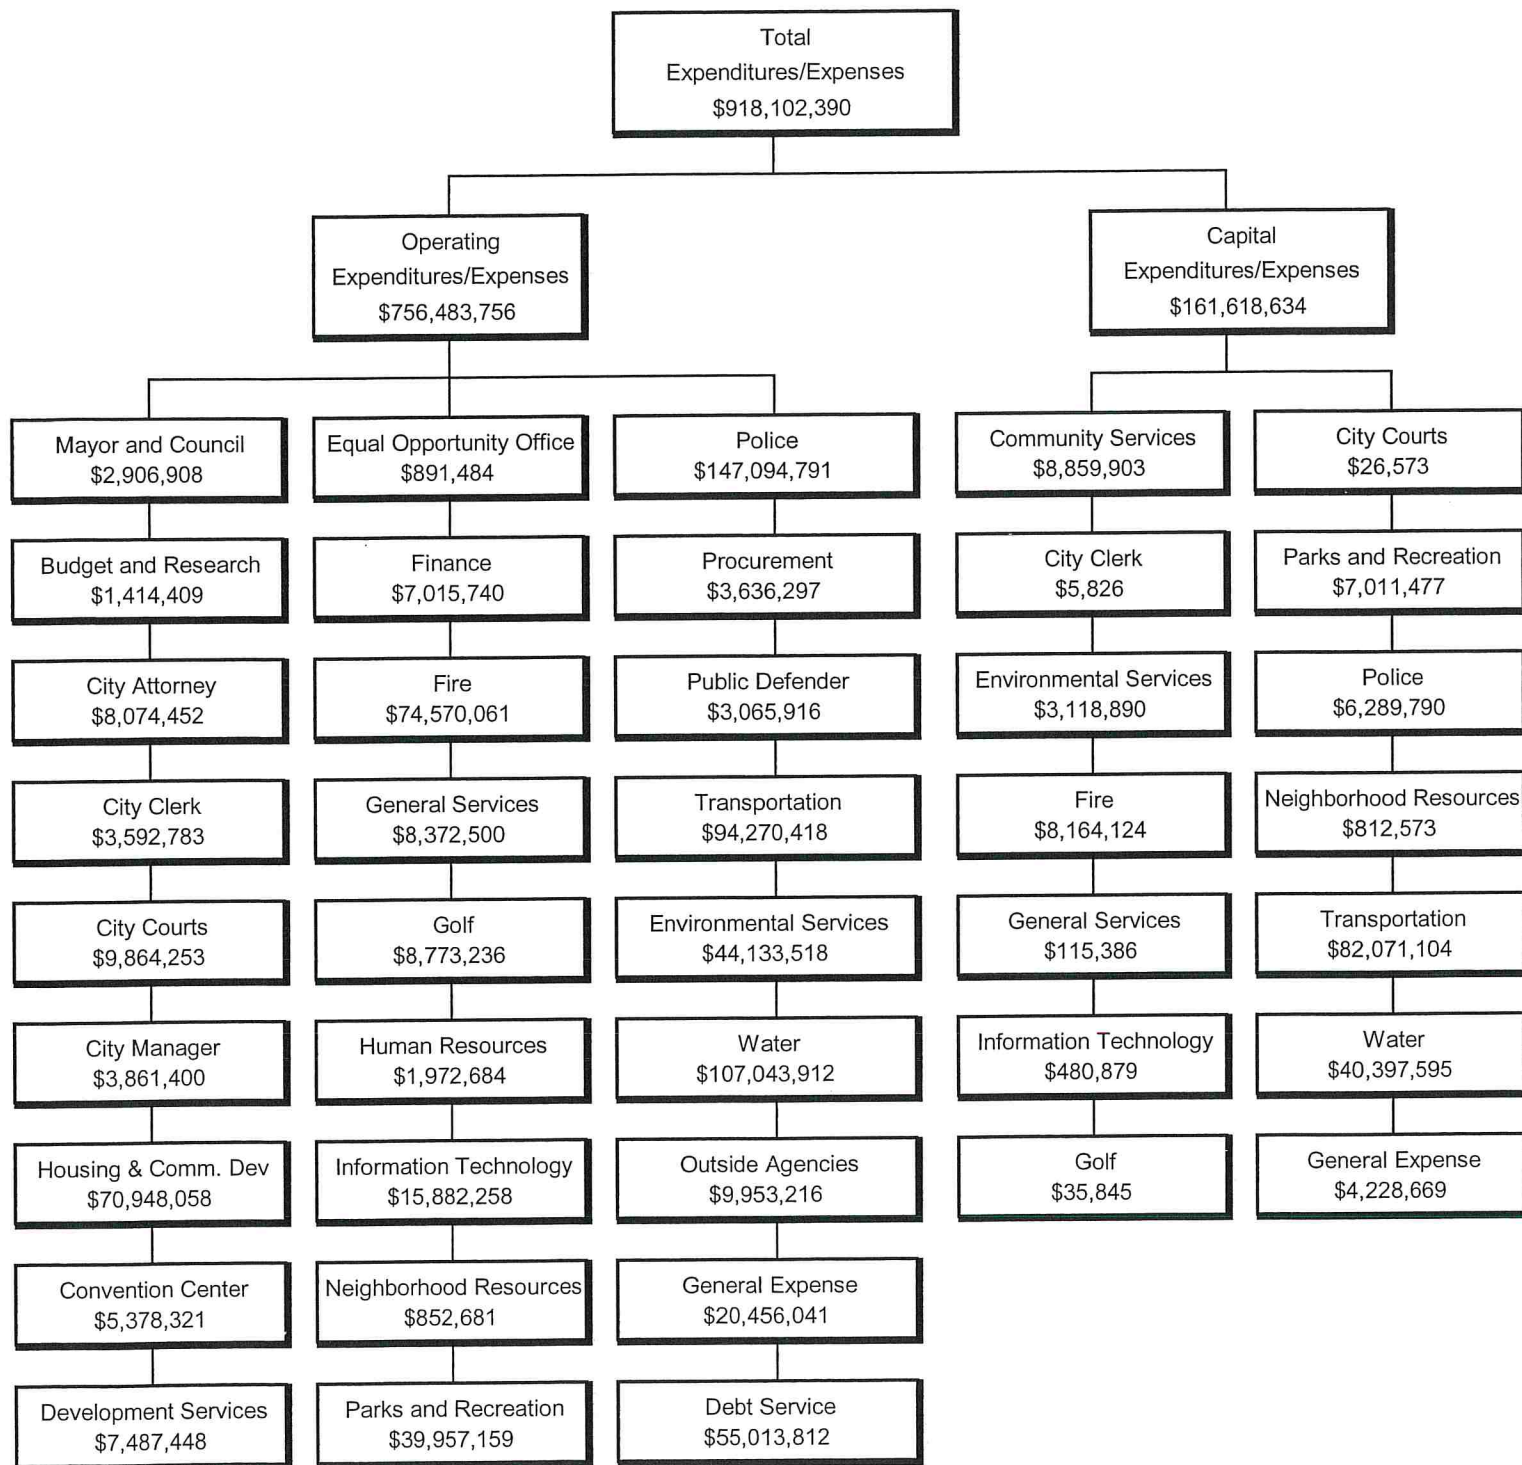 Total
Expenditures/Expenses
$918,102,390
Operating
Expenditures/Expenses
$756,483,756
Capital
Expenditures/Expenses
$161,618,634
Mayor and Council
$2,906,908
Budget and Research
$1,414,409
City Attorney
$8,074,452
City Clerk
$3,592,783
City Courts
$9,864,253
City Manager
$3,861,400
Housing & Comm. Dev
$70,948,058
Convention Center
$5,378,321
Development Services
$7,487,448
Equal Opportunity Office
$891,484
Finance
$7,015,740
Fire
$74,570,061
General Services
$8,372,500
Golf
$8,773,236
Human Resources
$1,972,684
Information Technology
$15,882,258
Neighborhood Resources
$852,681
Parks and Recreation
$39,957,159
Police
$147,094,791
Procurement
$3,636,297
Public Defender
$3,065,916
Transportation
$94,270,418
Environmental Services
$44,133,518
Water
$107,043,912
Outside Agencies
$9,953,216
General Expense
$20,456,041
Debt Service
$55,013,812
Community Services
$8,859,903
City Clerk
$5,826
Environmental Services
$3,118,890
Fire
$8,164,124
General Services
$115,386
Information Technology
$480,879
Golf
$35,845
City Courts
$26,573
Parks and Recreation
$7,011,477
Police
$6,289,790
Neighborhood Resources
$812,573
Transportation
$82,071,104
Water
$40,397,595
General Expense
$4,228,669